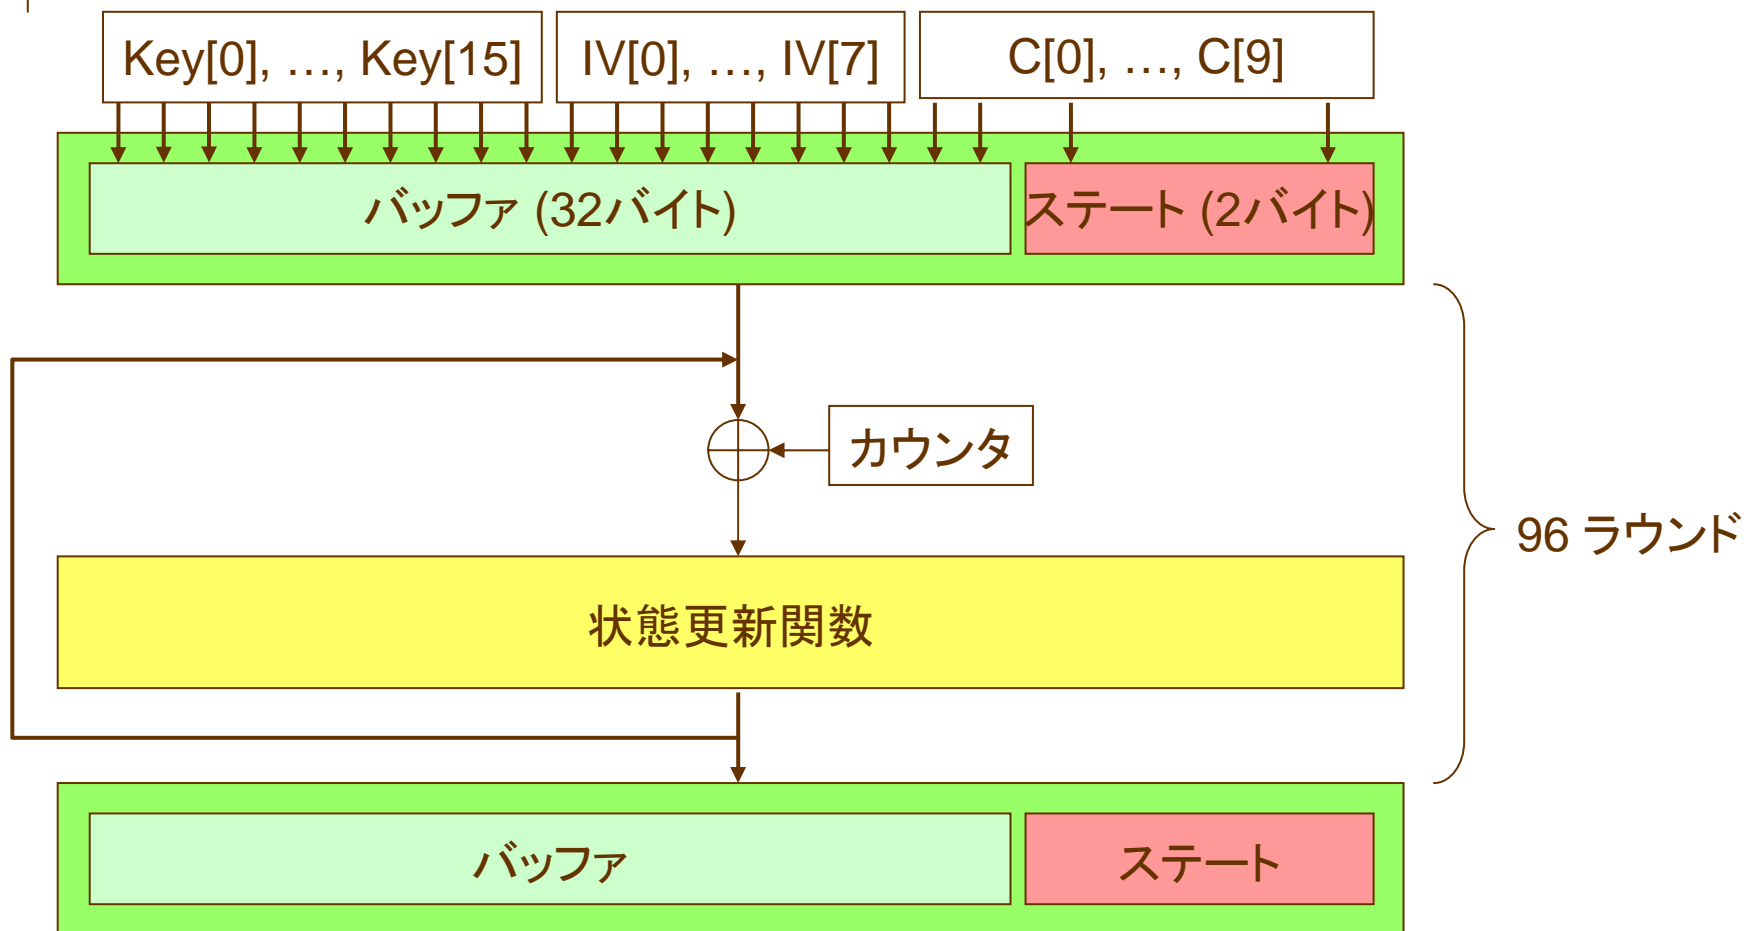 Key[0], …, Key[15]
IV[0], …, IV[7]
C[0], …, C[9]
バッファ (32バイト)
ステート (2バイト)
カウンタ
96 ラウンド
状態更新関数
バッファ
ステート